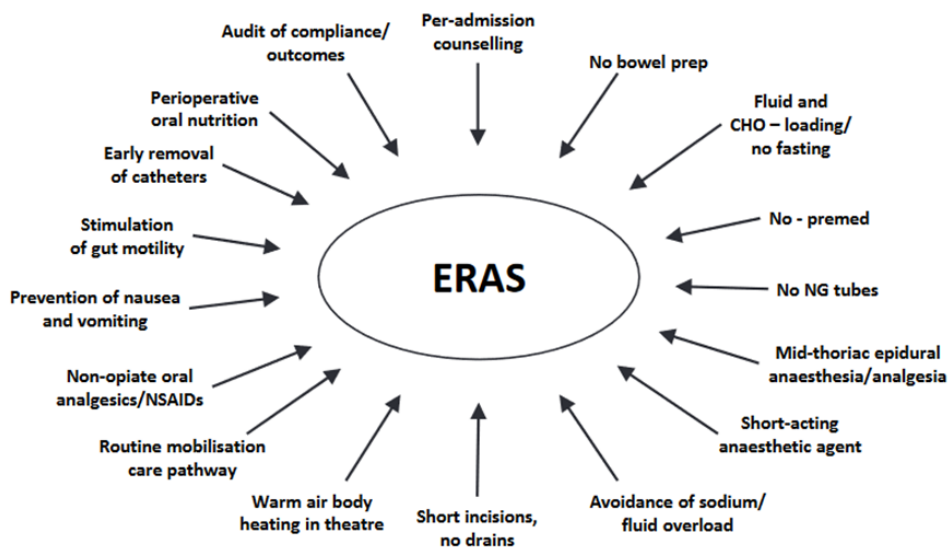 Per-admission
counselling
No bowel prep
Fluid and
CHO – loading/
no fasting
No - premed
No NG tubes
Mid-thoriac epidural
anaesthesia/analgesia
Short-acting
anaesthetic agent
Avoidance of sodium/
fluid overload
Short incisions,
no drains
Warm air body
heating in theatre
Routine mobilisation
care pathway
Non-opiate oral
analgesics/NSAIDs
Prevention of nausea
and vomiting
Stimulation
of gut motility
Early removal
of catheters
Perioperative
oral nutrition
Audit of compliance/
outcomes
ERAS